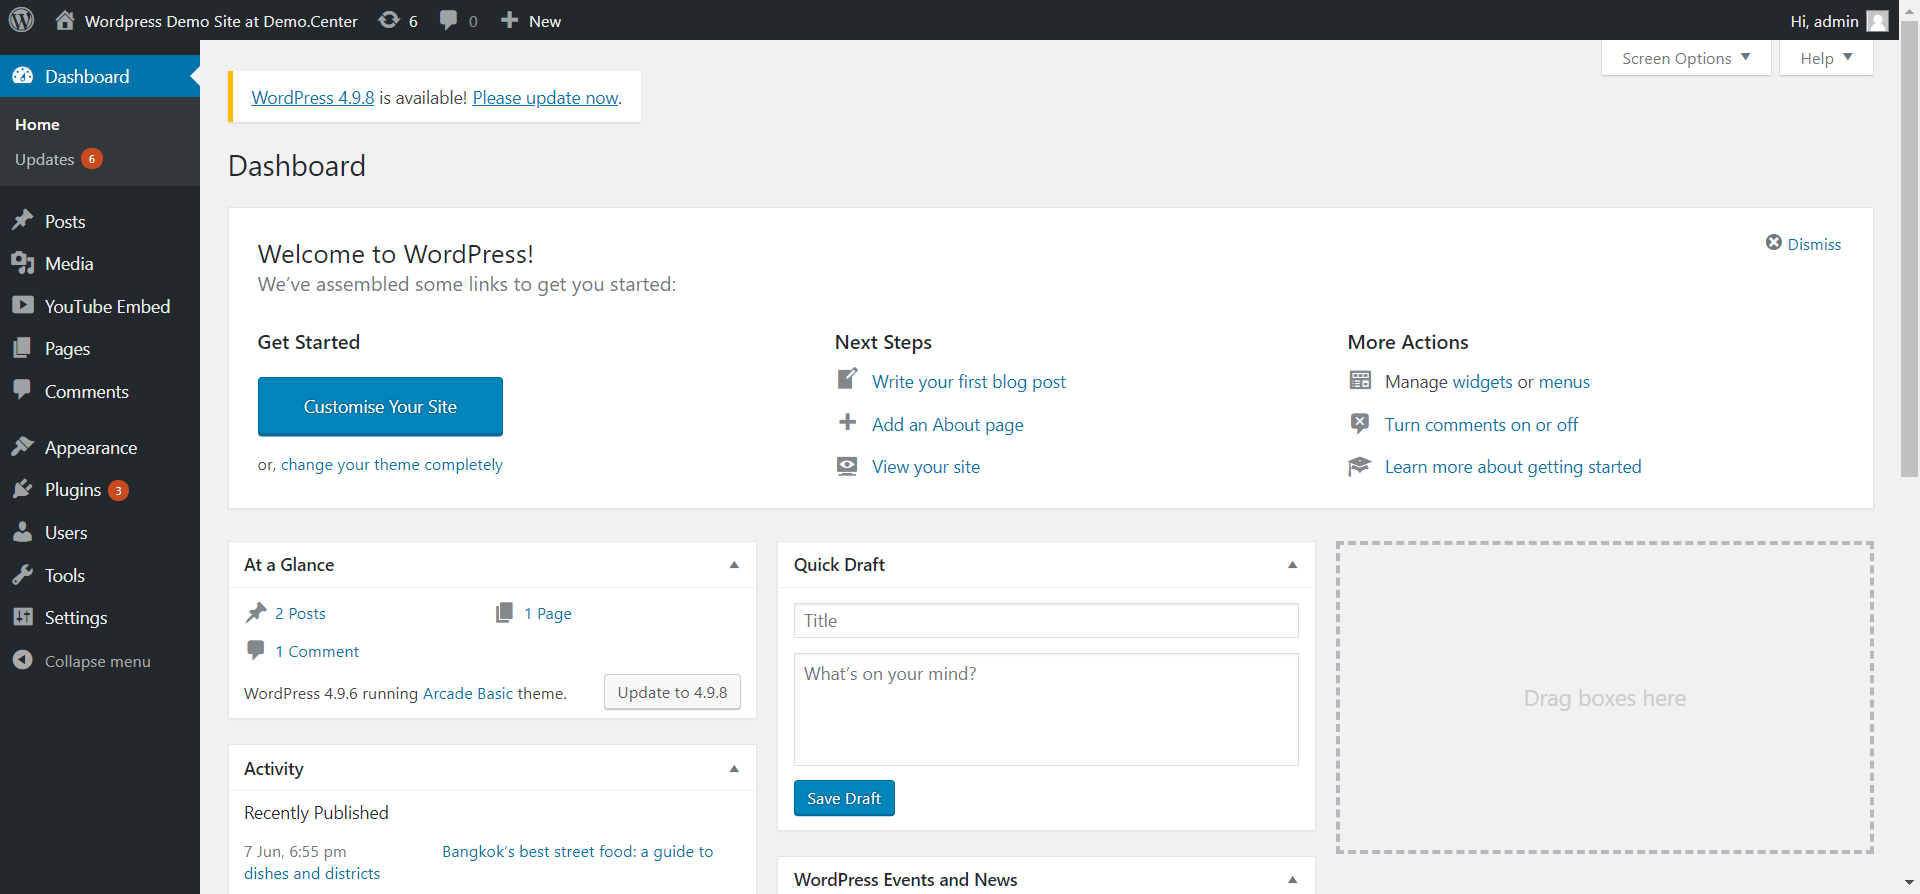 Wordpress Demo Site at Demo.Center 6 0 New Hi, admin
Dashboard
Home
Updates 6
Posts
Media
YouTube Embed
Pages
Comments
Appearance
Plugins 3
Users
Tools
Settings
Collapse menu
Screen Options Help
WordPress 4.9.8 is available! Please update now.
Dashboard
Welcome to WordPress!
Dismiss
We've assembled some links to get you started:
Get Started
Customise Your Site
or, change your theme completely
Next Steps
Write your first blog post
Add an About page
View your site
More Actions
Manage widgets or menus
Turn comments on or off
Learn more about getting started
At a Glance
2 Posts 1 Page
1 Comment
WordPress 4.9.6 running Arcade Basic theme. Update to 4.9.8
Activity
Recently Published
7 Jun, 6:55 pm Bangkok's best street food: a guide to
dishes and districts
Quick Draft
Title
What's on your mind?
Save Draft
WordPress Events and News
Drag boxes here